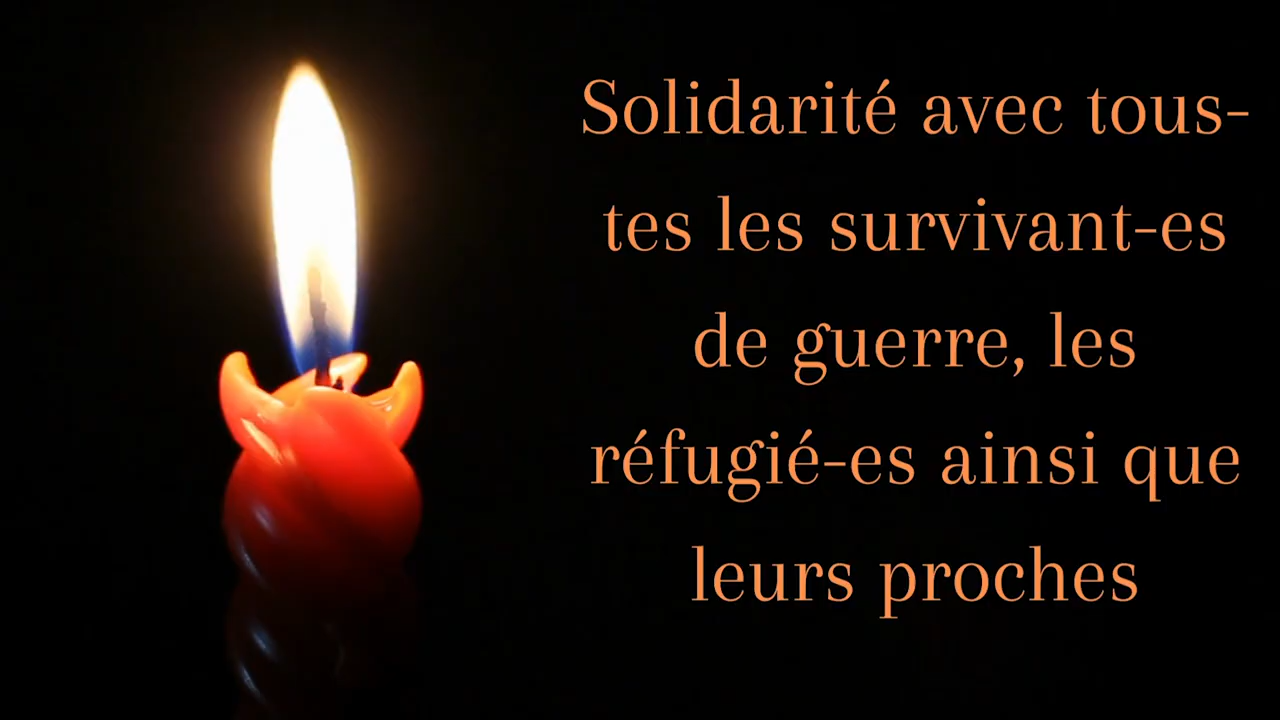 Solidarité avec tous-
tes les survivant-es
de guerre, les
réfugié-es ainsi que
leurs proches